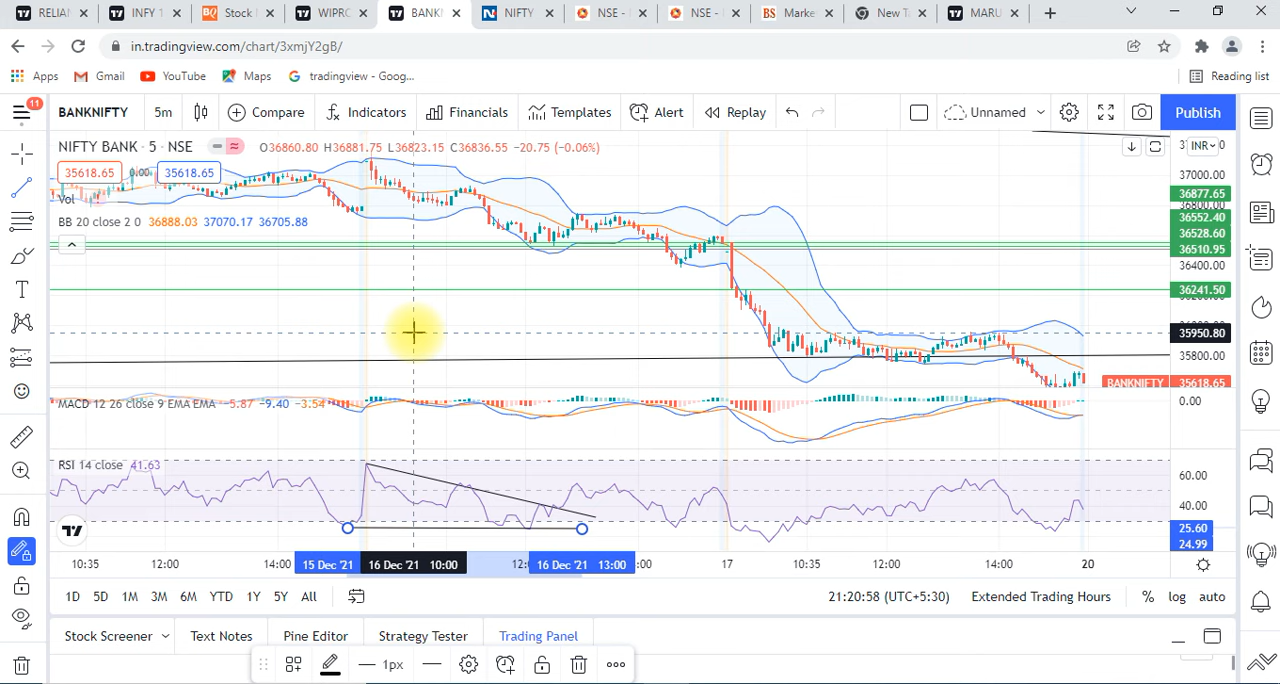 RELIA
INFY 1
Stock
WIPRO
BANK
NIFTY
NSE -
NSE -
BS
Marke
New T
MARU
in.tradingview.com/chart/3xmjY2gB/
Apps
Gmail
YouTube
Maps
tradingview - Goog...
Reading list
11
BANKNIFTY
5m
Compare
Indicators
Financials
Templates
Alert
Replay
Unnamed
Publish
NIFTY BANK · 5 · NSE
O36860.80 H36881.75 L36823.15 C36836.55 −20.75 (−0.06%)
INR
35618.65
0.00
35618.65
37000.00
Vol
36877.65
BB 20 close 2 0 36888.03 37070.17 36705.88
36552.40
36528.60
36510.95
36400.00
36241.50
35950.80
35800.00
BANKNIFTY 35618.65
MACD 12 26 close 9 EMA EMA −5.87 −9.40 −3.54
0.00
RSI 14 close 41.63
60.00
40.00
25.60
24.99
10:35
12:00
14:00
15 Dec '21
16 Dec '21 10:00
16 Dec '21 13:00
:00
17
10:35
12:00
14:00
20
1D
5D
1M
3M
6M
YTD
1Y
5Y
All
21:20:58 (UTC+5:30)
Extended Trading Hours
%
log
auto
Stock Screener
Text Notes
Pine Editor
Strategy Tester
Trading Panel
1px